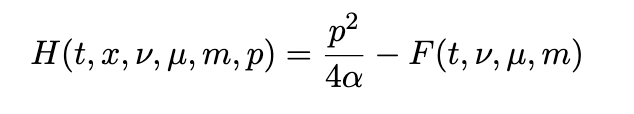 H(t, x, ν, μ, m, p) = p²/4α − F(t, ν, μ, m)